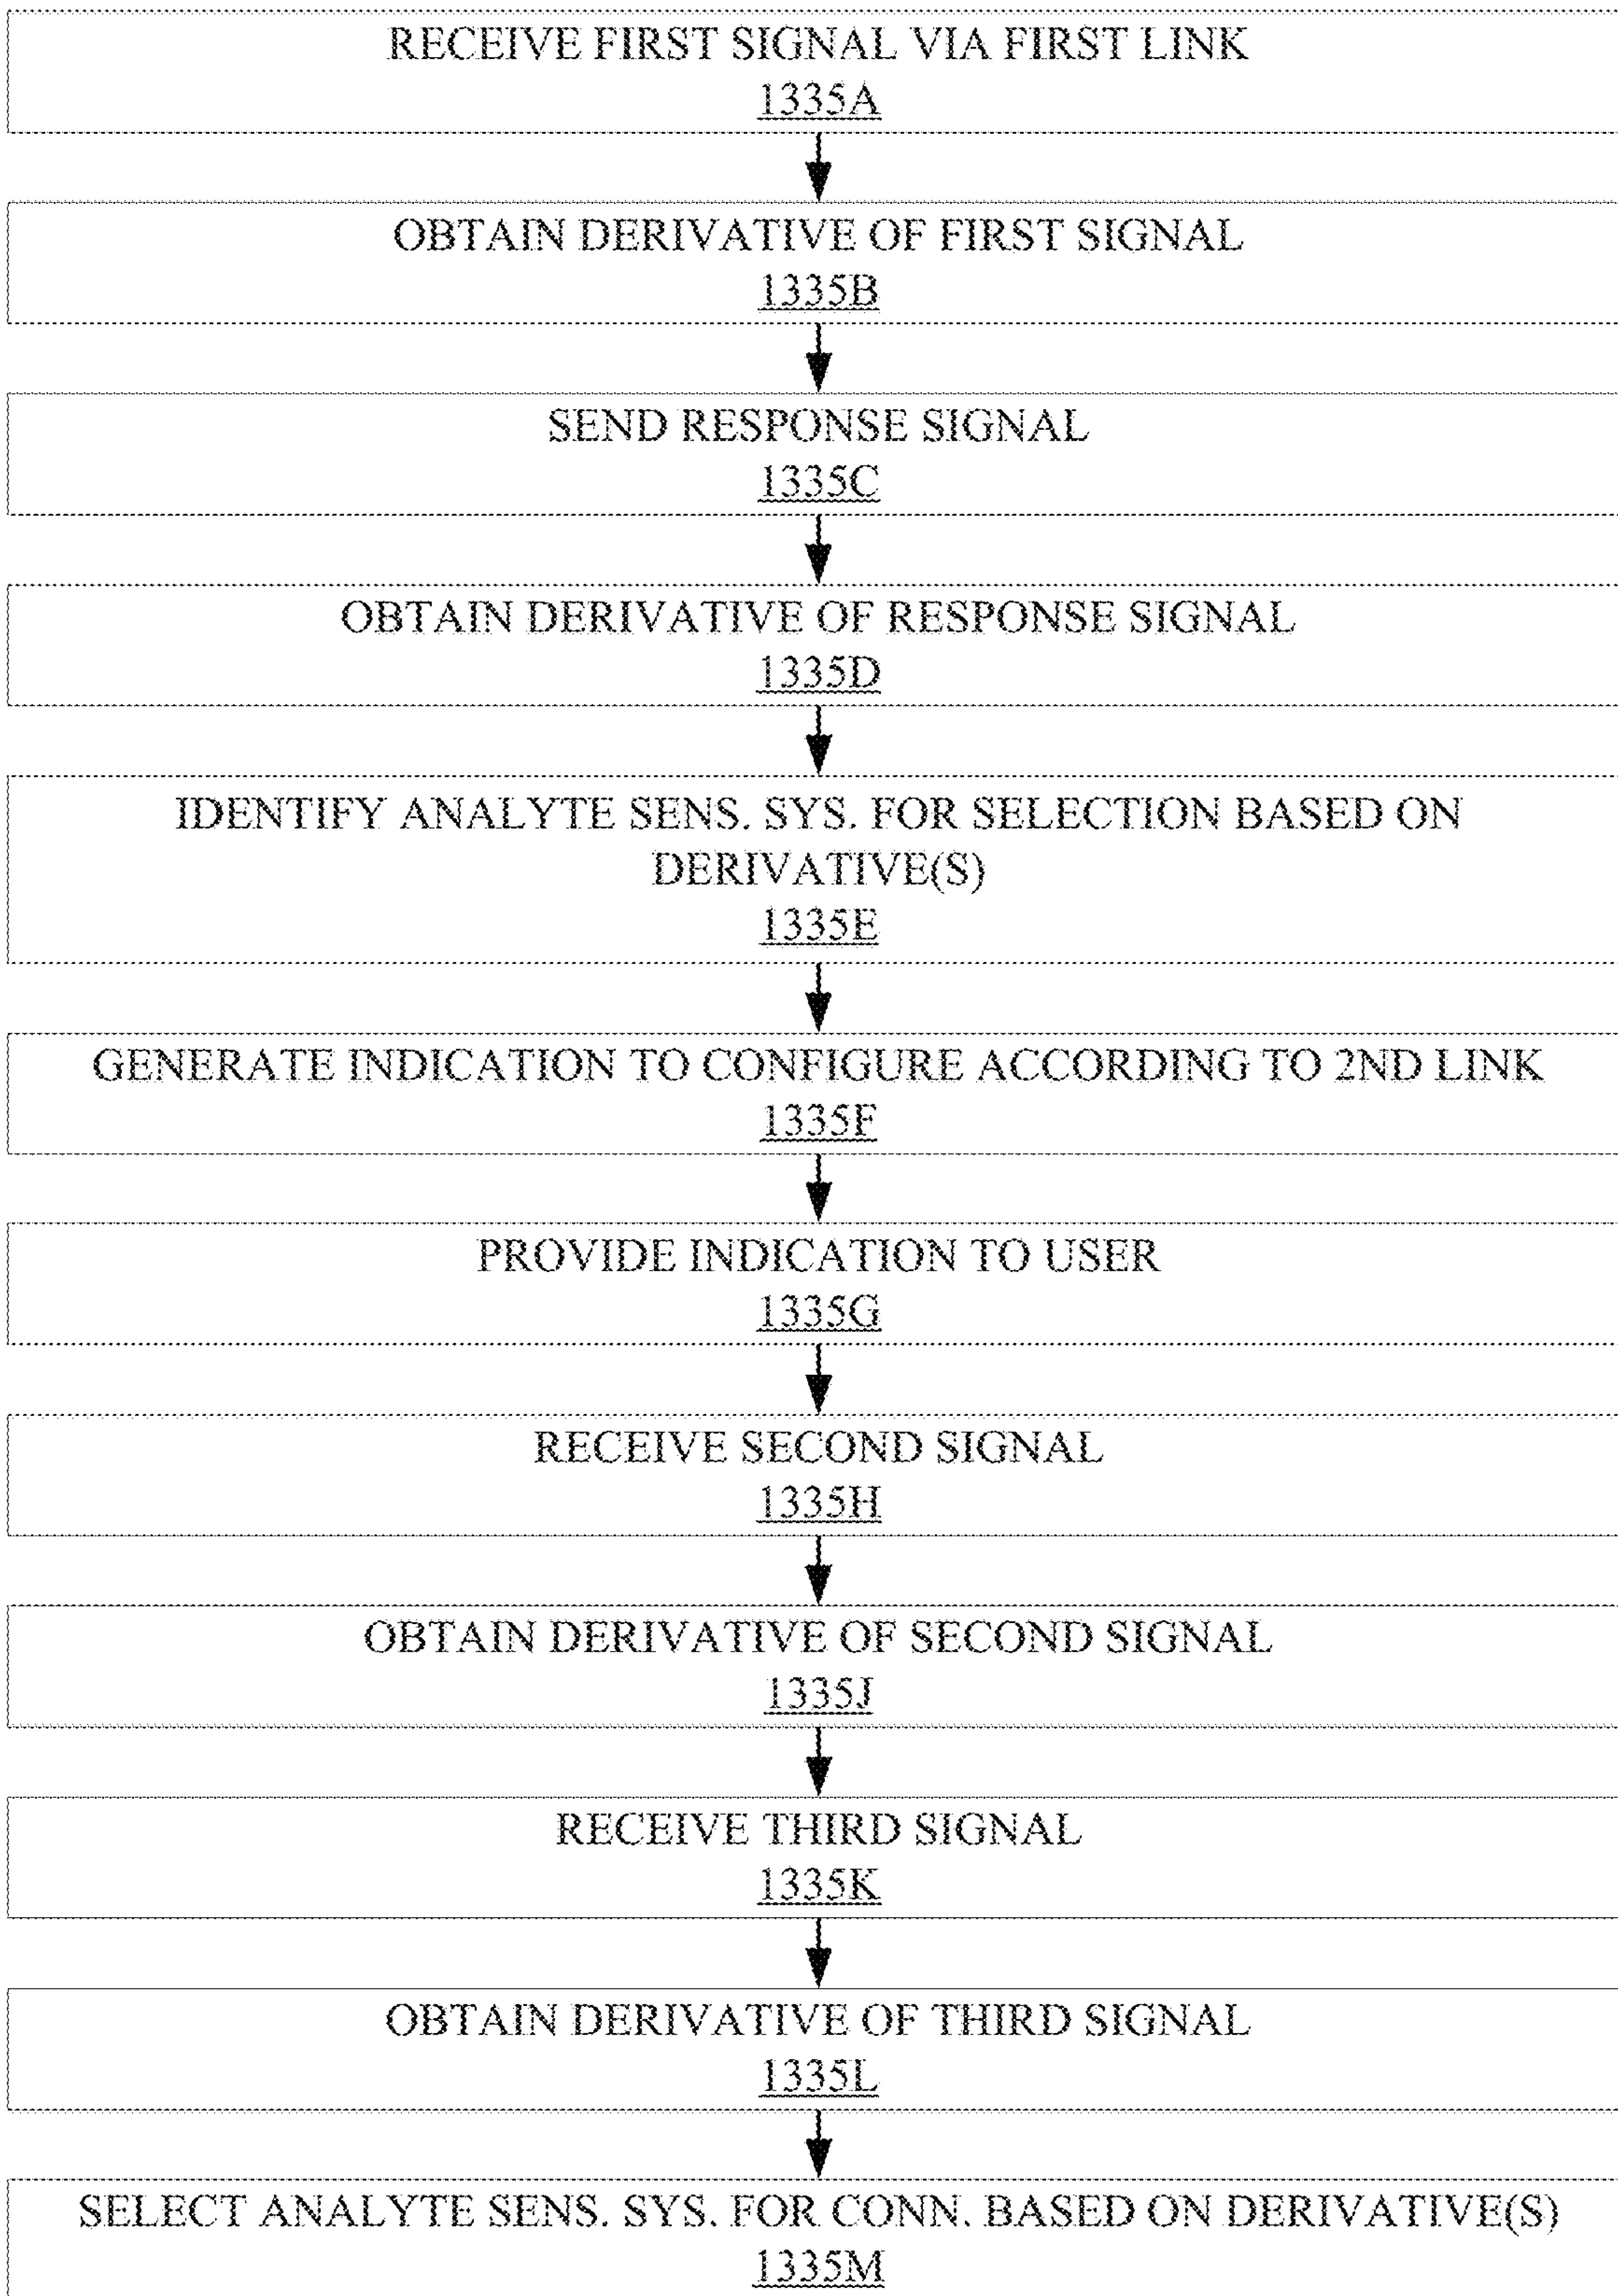 RECEIVE FIRST SIGNAL VIA FIRST LINK
1335A
OBTAIN DERIVATIVE OF FIRST SIGNAL
1335B
SEND RESPONSE SIGNAL
1335C
OBTAIN DERIVATIVE OF RESPONSE SIGNAL
1335D
IDENTIFY ANALYTE SENS. SYS. FOR SELECTION BASED ON
DERIVATIVE(S)
1335E
GENERATE INDICATION TO CONFIGURE ACCORDING TO 2ND LINK
1335F
PROVIDE INDICATION TO USER
1335G
RECEIVE SECOND SIGNAL
1335H
OBTAIN DERIVATIVE OF SECOND SIGNAL
1335J
RECEIVE THIRD SIGNAL
1335K
OBTAIN DERIVATIVE OF THIRD SIGNAL
1335L
SELECT ANALYTE SENS. SYS. FOR CONN. BASED ON DERIVATIVE(S)
1335M